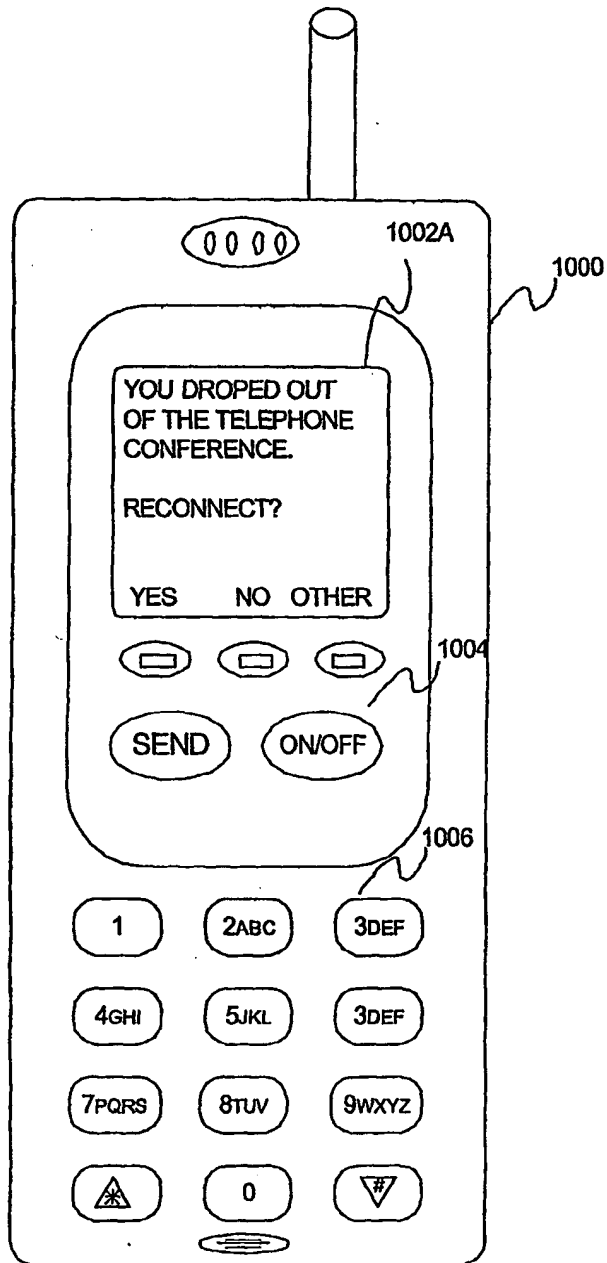 1002A
1000
YOU DROPED OUT
OF THE TELEPHONE
CONFERENCE.
RECONNECT?
YES NO OTHER
1004
SEND ON/OFF
1006
1 2ABC 3DEF
4GHI 5JKL 3DEF
7PQRS 8TUV 9WXYZ
* 0 #